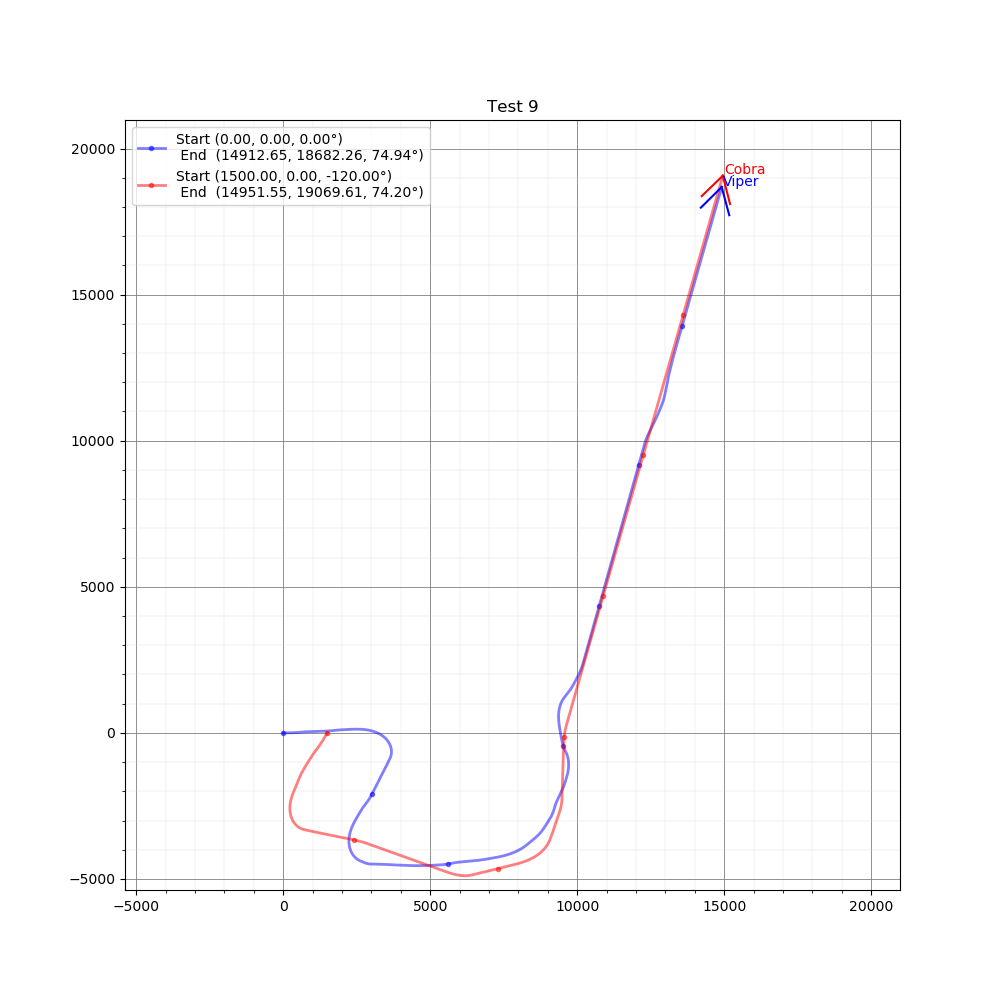 Test 9
Start (0.00, 0.00, 0.00°)
End (14912.65, 18682.26, 74.94°)
Start (1500.00, 0.00, -120.00°)
End (14951.55, 19069.61, 74.20°)
Cobra
Viper
20000
15000
10000
5000
0
−5000
−5000
0
5000
10000
15000
20000